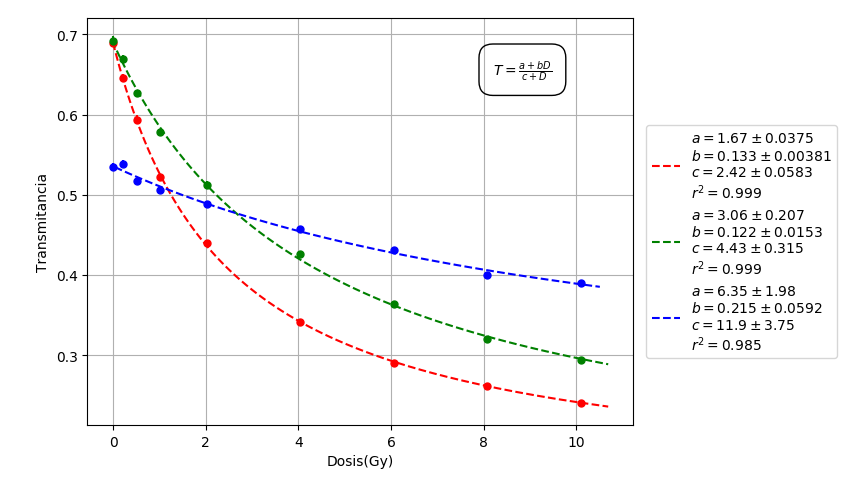 0.7
0.6
0.5
0.4
0.3
0
2
4
6
8
10
Transmitancia
Dosis(Gy)
T = \frac{a+bD}{c+D}
a = 1.67 ± 0.0375
b = 0.133 ± 0.00381
c = 2.42 ± 0.0583
r² = 0.999
a = 3.06 ± 0.207
b = 0.122 ± 0.0153
c = 4.43 ± 0.315
r² = 0.999
a = 6.35 ± 1.98
b = 0.215 ± 0.0592
c = 11.9 ± 3.75
r² = 0.985